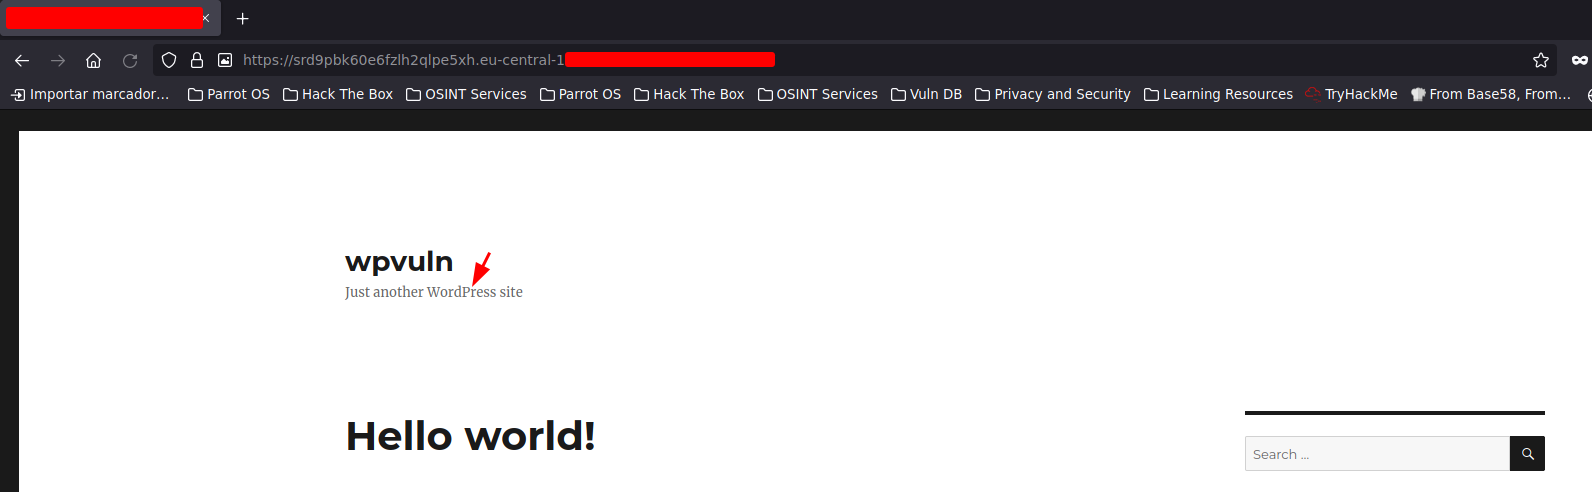 https://srd9pbk60e6fzlh2qlpe5xh.eu-central-1
Importar marcador... Parrot OS Hack The Box OSINT Services Parrot OS Hack The Box OSINT Services Vuln DB Privacy and Security Learning Resources TryHackMe From Base58, From...
wpvuln
Just another WordPress site
Hello world!
Search ...